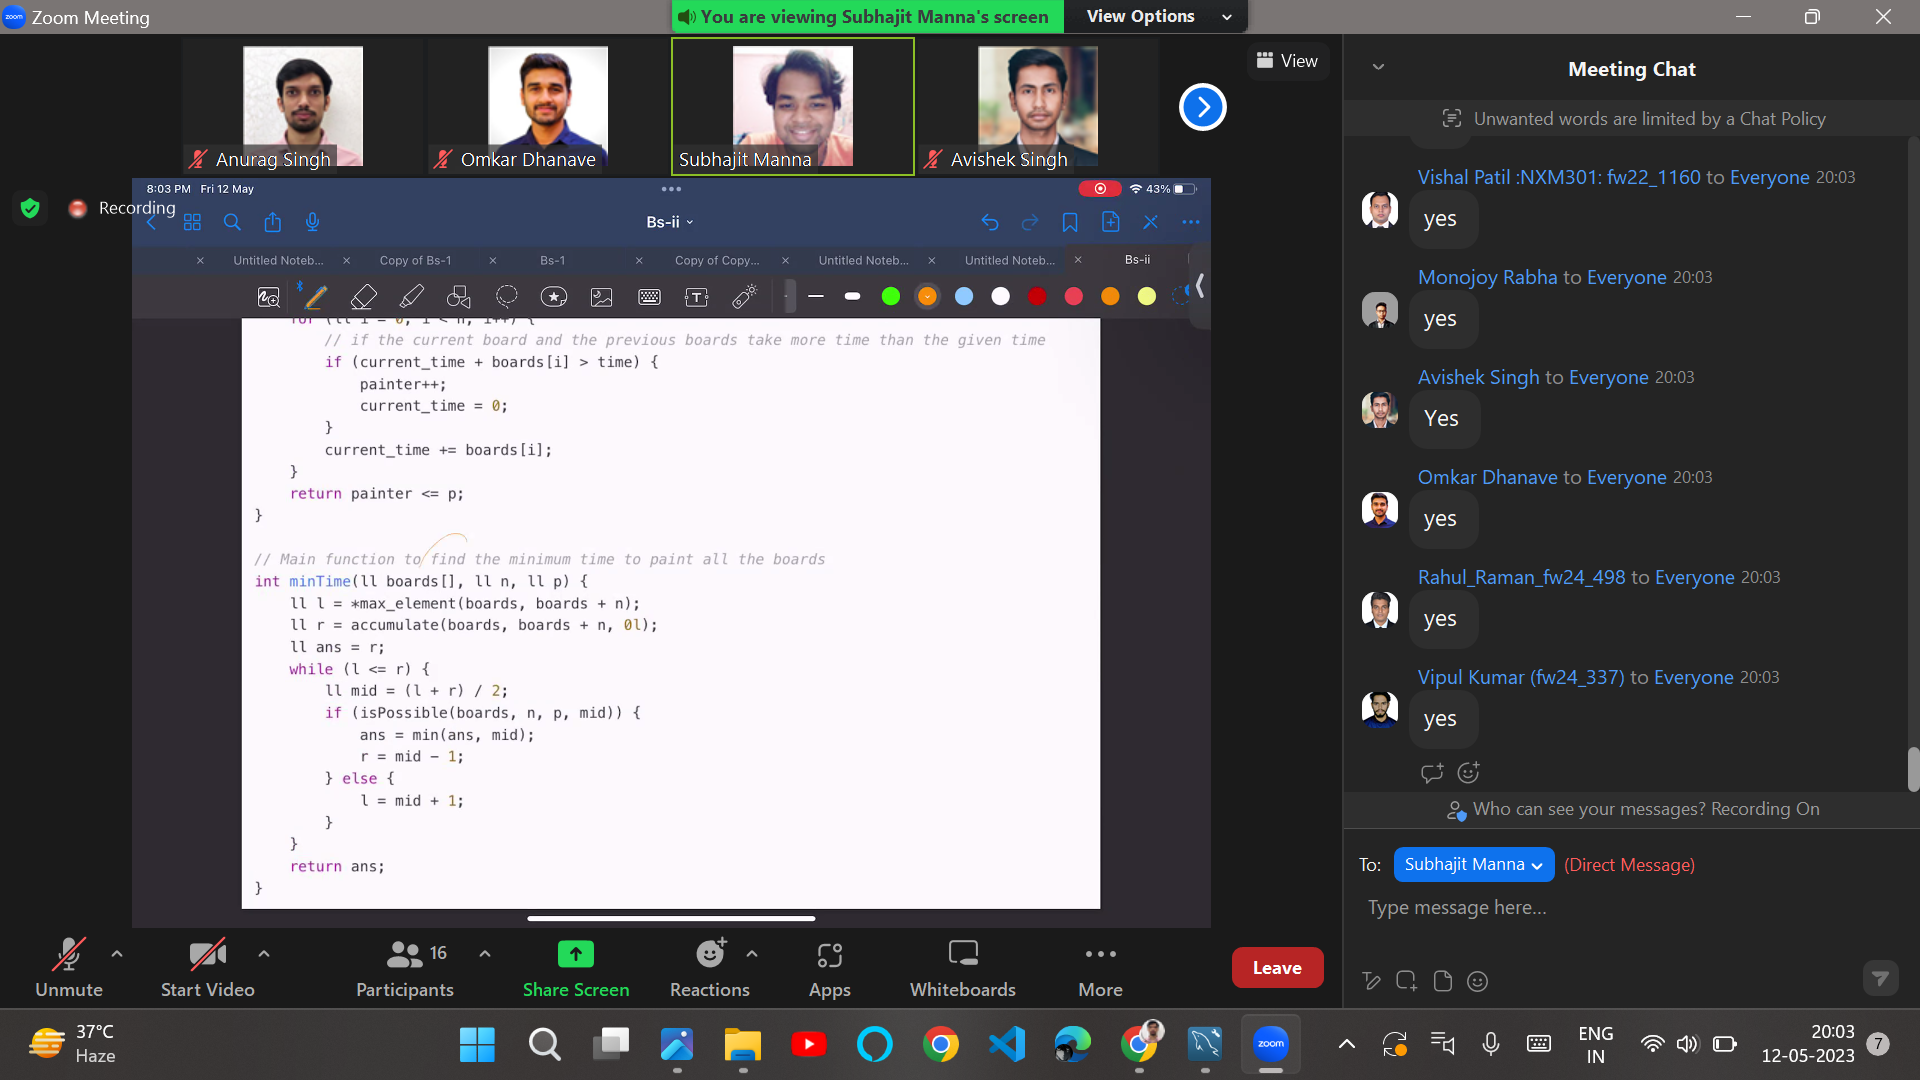 zoom Zoom Meeting
You are viewing Subhajit Manna's screen
View Options
View
Anurag Singh
Omkar Dhanave
Subhajit Manna
Avishek Singh
Recording
8:03 PM Fri 12 May
43%
Bs-ii
Untitled Noteb...
Copy of Bs-1
Bs-1
Copy of Copy...
Untitled Noteb...
Untitled Noteb...
Bs-ii
for (ll i = 0; i < n; i++) {
// if the current board and the previous boards take more time than the given time
if (current_time + boards[i] > time) {
painter++;
current_time = 0;
}
current_time += boards[i];
}
return painter <= p;
}
// Main function to find the minimum time to paint all the boards
int minTime(ll boards[], ll n, ll p) {
ll l = *max_element(boards, boards + n);
ll r = accumulate(boards, boards + n, 0l);
ll ans = r;
while (l <= r) {
ll mid = (l + r) / 2;
if (isPossible(boards, n, p, mid)) {
ans = min(ans, mid);
r = mid - 1;
} else {
l = mid + 1;
}
}
return ans;
}
Unmute
Start Video
16
Participants
Share Screen
Reactions
Apps
Whiteboards
More
Leave
Meeting Chat
Unwanted words are limited by a Chat Policy
Vishal Patil :NXM301: fw22_1160 to Everyone 20:03
yes
Monojoy Rabha to Everyone 20:03
yes
Avishek Singh to Everyone 20:03
Yes
Omkar Dhanave to Everyone 20:03
yes
Rahul_Raman_fw24_498 to Everyone 20:03
yes
Vipul Kumar (fw24_337) to Everyone 20:03
yes
Who can see your messages? Recording On
To: Subhajit Manna (Direct Message)
Type message here...
37°C
Haze
zoom
ENG
IN
20:03
12-05-2023
7